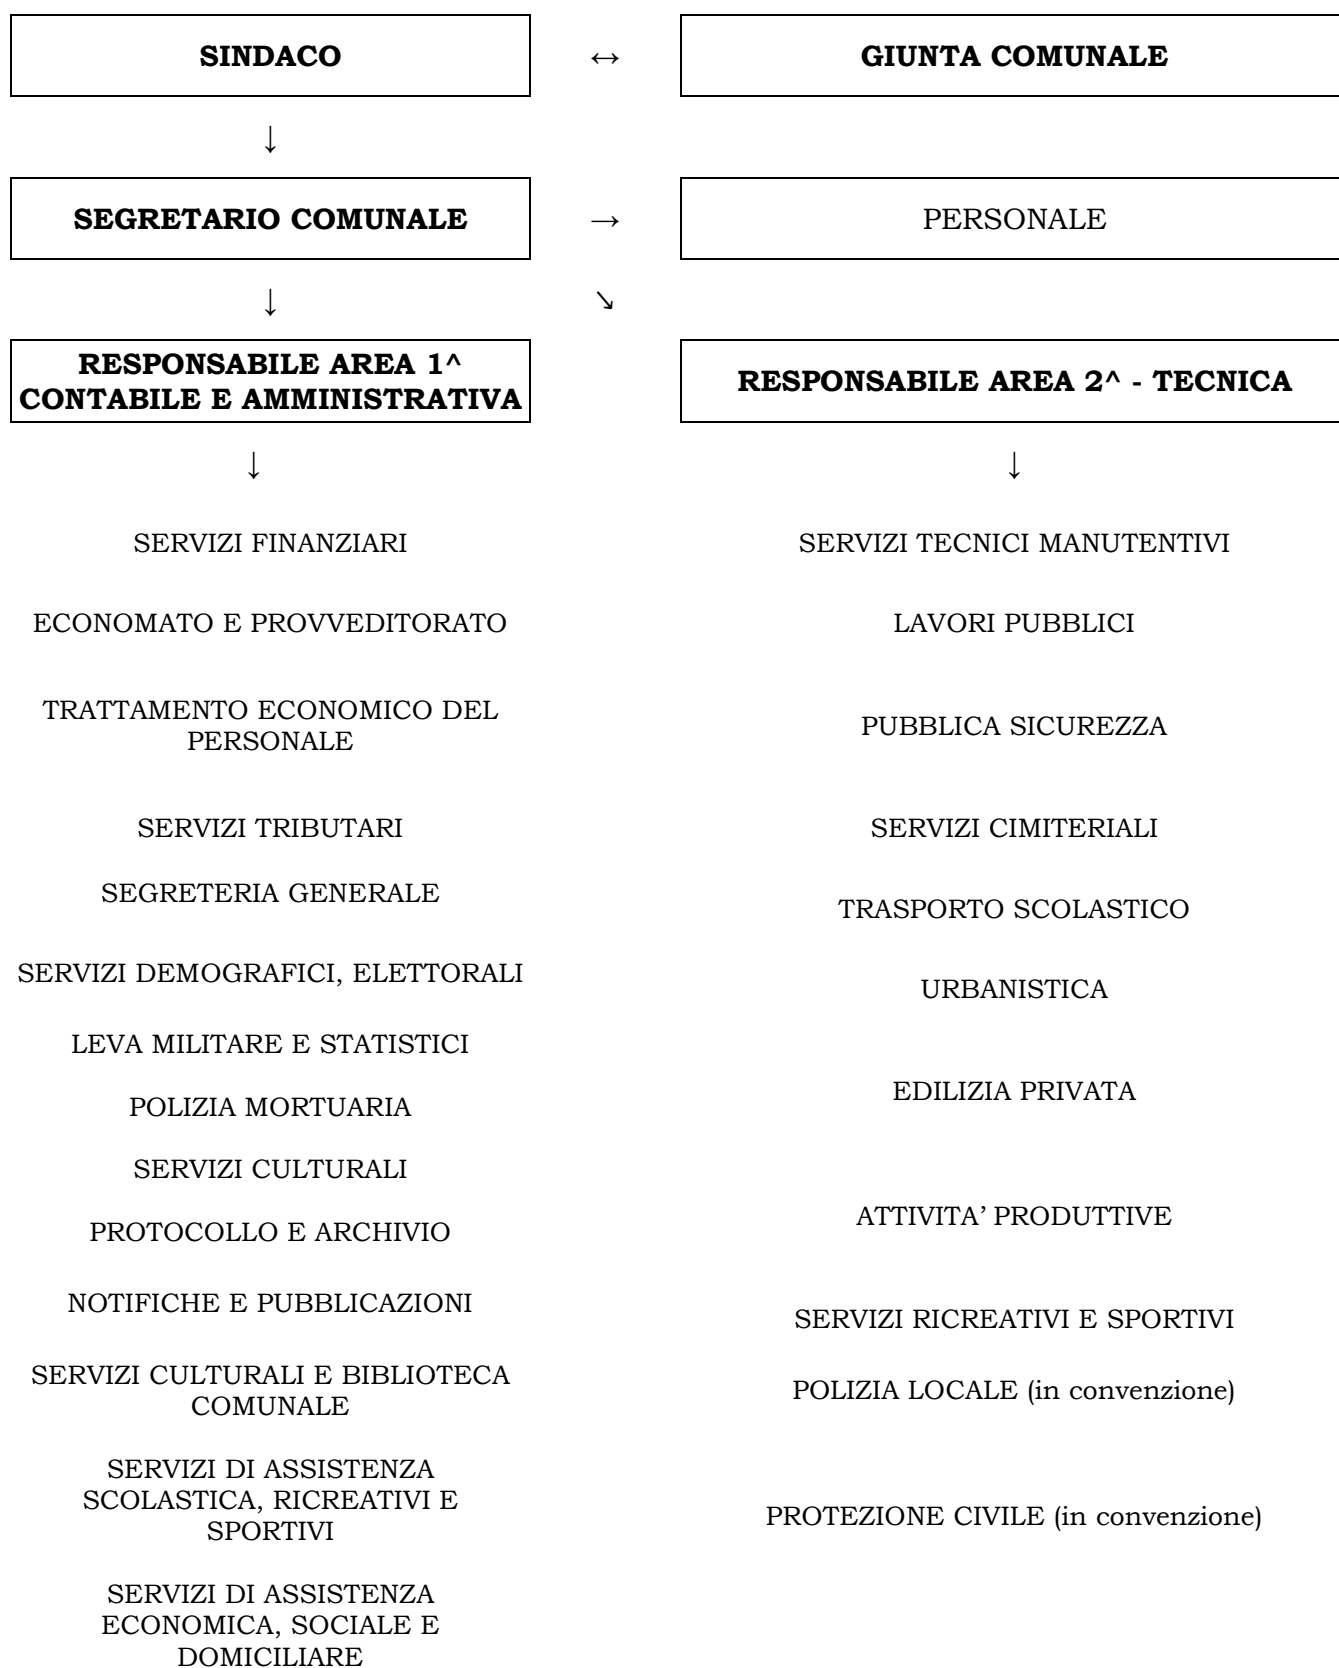 SINDACO ↔ GIUNTA COMUNALE
↓
SEGRETARIO COMUNALE → PERSONALE
↓ ↘
RESPONSABILE AREA 1^
CONTABILE E AMMINISTRATIVA
RESPONSABILE AREA 2^ - TECNICA
↓ ↓
SERVIZI FINANZIARI
ECONOMATO E PROVVEDITORATO
TRATTAMENTO ECONOMICO DEL
PERSONALE
SERVIZI TRIBUTARI
SEGRETERIA GENERALE
SERVIZI DEMOGRAFICI, ELETTORALI
LEVA MILITARE E STATISTICI
POLIZIA MORTUARIA
SERVIZI CULTURALI
PROTOCOLLO E ARCHIVIO
NOTIFICHE E PUBBLICAZIONI
SERVIZI CULTURALI E BIBLIOTECA
COMUNALE
SERVIZI DI ASSISTENZA
SCOLASTICA, RICREATIVI E
SPORTIVI
SERVIZI DI ASSISTENZA
ECONOMICA, SOCIALE E
DOMICILIARE
SERVIZI TECNICI MANUTENTIVI
LAVORI PUBBLICI
PUBBLICA SICUREZZA
SERVIZI CIMITERIALI
TRASPORTO SCOLASTICO
URBANISTICA
EDILIZIA PRIVATA
ATTIVITA’ PRODUTTIVE
SERVIZI RICREATIVI E SPORTIVI
POLIZIA LOCALE (in convenzione)
PROTEZIONE CIVILE (in convenzione)